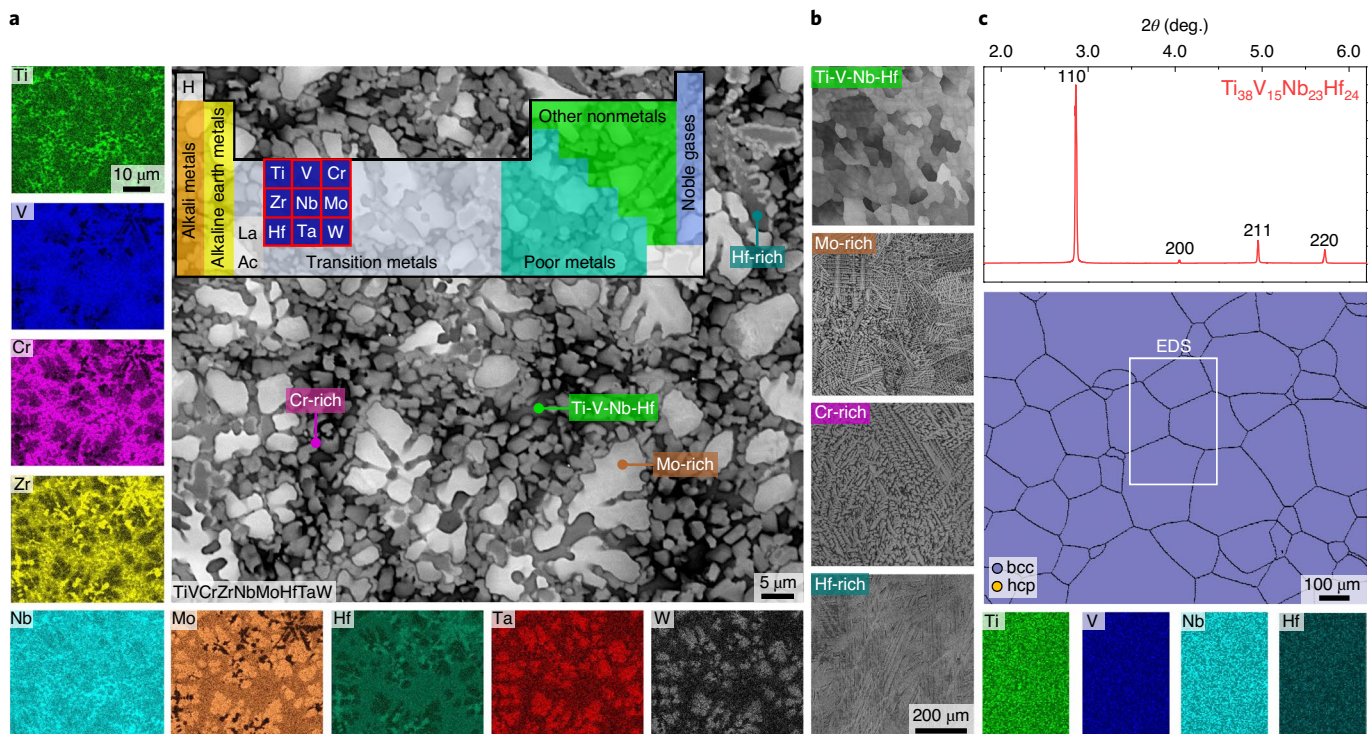 a
Ti
10 μm
V
Cr
Zr
Nb
Mo
Hf
Ta
W
H
Alkali metals
Alkaline earth metals
Other nonmetals
Noble gases
Ti V Cr
Zr Nb Mo
Hf Ta W
La
Ac
Transition metals
Poor metals
Hf-rich
Cr-rich
Ti-V-Nb-Hf
Mo-rich
TiVCrZrNbMoHfTaW
5 μm
b
Ti-V-Nb-Hf
Mo-rich
Cr-rich
Hf-rich
200 μm
c
2θ (deg.)
2.0 3.0 4.0 5.0 6.0
110
Ti₃₈V₁₅Nb₂₃Hf₂₄
200
211
220
EDS
bcc
hcp
100 μm
Ti
V
Nb
Hf